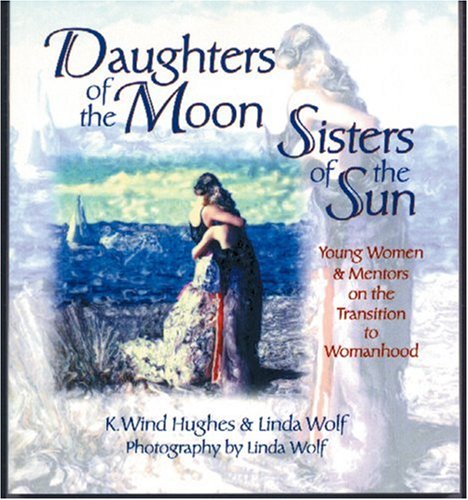 Daughters
of the Moon
Sisters
of the
Sun
Young Women
& Mentors
on the
Transition
to
Womanhood
K. Wind Hughes & Linda Wolf
Photography by Linda Wolf